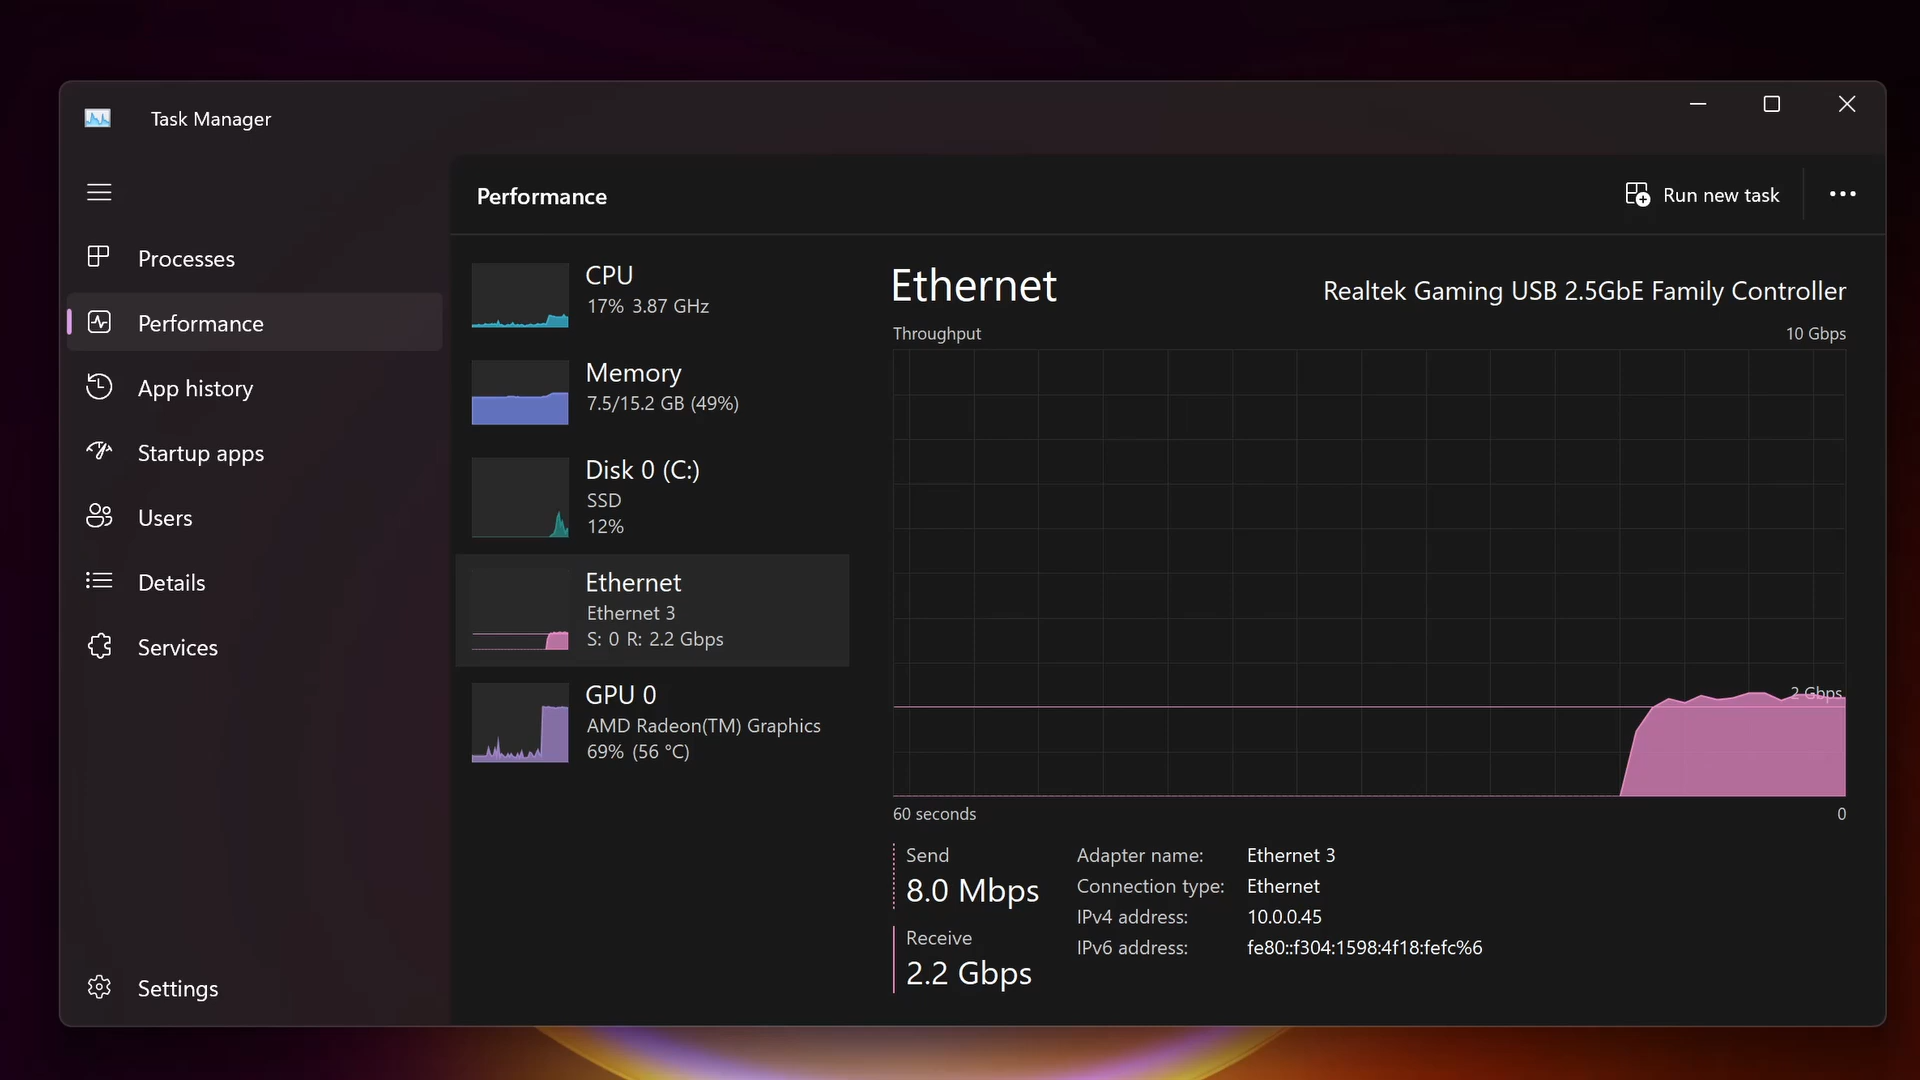 Task Manager
Processes
Performance
App history
Startup apps
Users
Details
Services
Settings
Performance
Run new task
CPU
17% 3.87 GHz
Memory
7.5/15.2 GB (49%)
Disk 0 (C:)
SSD
12%
Ethernet
Ethernet 3
S: 0 R: 2.2 Gbps
GPU 0
AMD Radeon(TM) Graphics
69% (56 °C)
Ethernet
Realtek Gaming USB 2.5GbE Family Controller
Throughput
10 Gbps
2 Gbps
60 seconds
0
Send
8.0 Mbps
Receive
2.2 Gbps
Adapter name: Ethernet 3
Connection type: Ethernet
IPv4 address: 10.0.0.45
IPv6 address: fe80::f304:1598:4f18:fefc%6